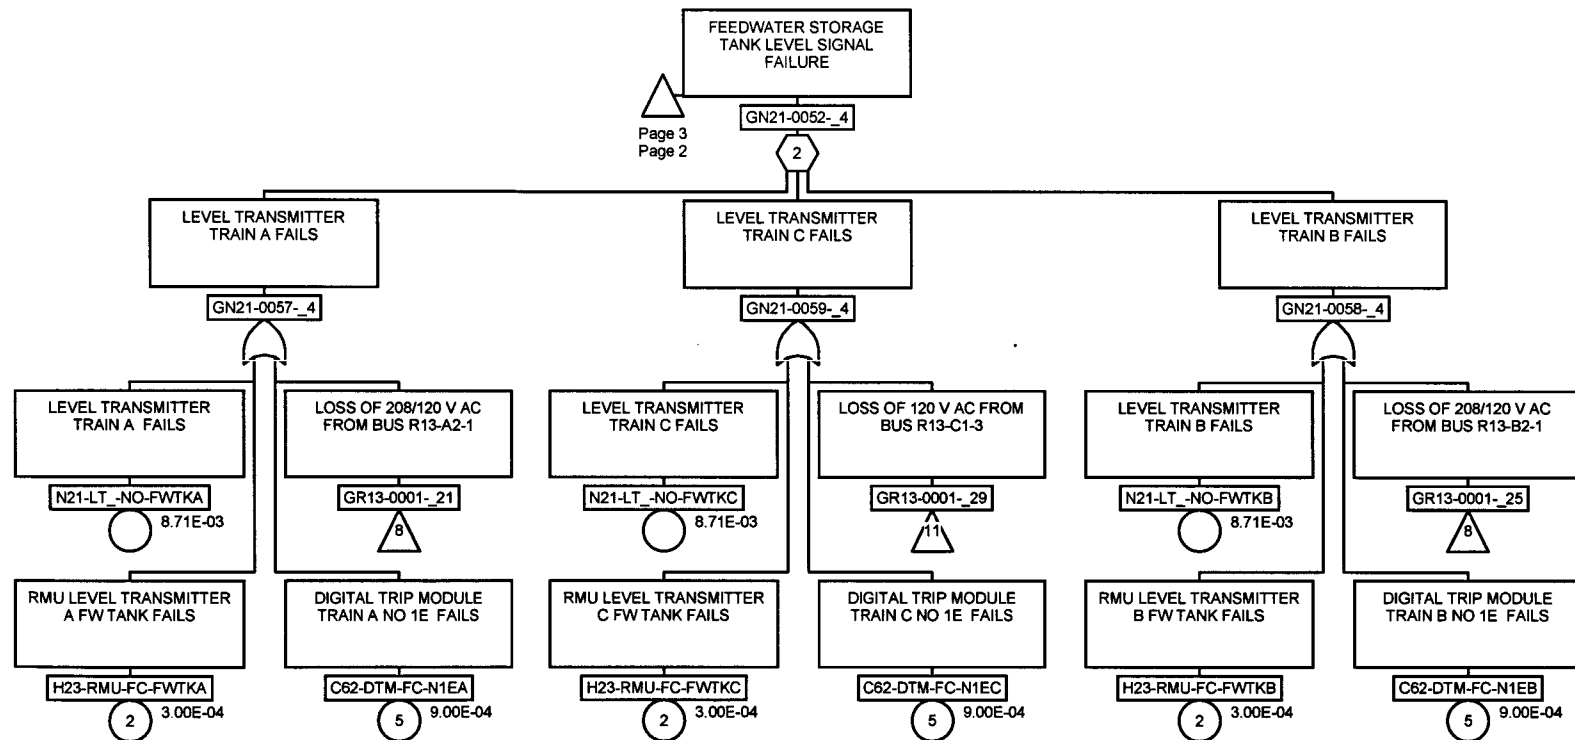 FEEDWATER STORAGE
TANK LEVEL SIGNAL
FAILURE
Page 3
Page 2
GN21-0052-_4
2
LEVEL TRANSMITTER
TRAIN A FAILS
GN21-0057-_4
LEVEL TRANSMITTER
TRAIN C FAILS
GN21-0059-_4
LEVEL TRANSMITTER
TRAIN B FAILS
GN21-0058-_4
LEVEL TRANSMITTER
TRAIN A FAILS
N21-LT_-NO-FWTKA
8.71E-03
LOSS OF 208/120 V AC
FROM BUS R13-A2-1
GR13-0001-_21
8
LEVEL TRANSMITTER
TRAIN C FAILS
N21-LT_-NO-FWTKC
8.71E-03
LOSS OF 120 V AC FROM
BUS R13-C1-3
GR13-0001-_29
11
LEVEL TRANSMITTER
TRAIN B FAILS
N21-LT_-NO-FWTKB
8.71E-03
LOSS OF 208/120 V AC
FROM BUS R13-B2-1
GR13-0001-_25
8
RMU LEVEL TRANSMITTER
A FW TANK FAILS
H23-RMU-FC-FWTKA
2
3.00E-04
DIGITAL TRIP MODULE
TRAIN A NO 1E FAILS
C62-DTM-FC-N1EA
5
9.00E-04
RMU LEVEL TRANSMITTER
C FW TANK FAILS
H23-RMU-FC-FWTKC
2
3.00E-04
DIGITAL TRIP MODULE
TRAIN C NO 1E FAILS
C62-DTM-FC-N1EC
5
9.00E-04
RMU LEVEL TRANSMITTER
B FW TANK FAILS
H23-RMU-FC-FWTKB
2
3.00E-04
DIGITAL TRIP MODULE
TRAIN B NO 1E FAILS
C62-DTM-FC-N1EB
5
9.00E-04